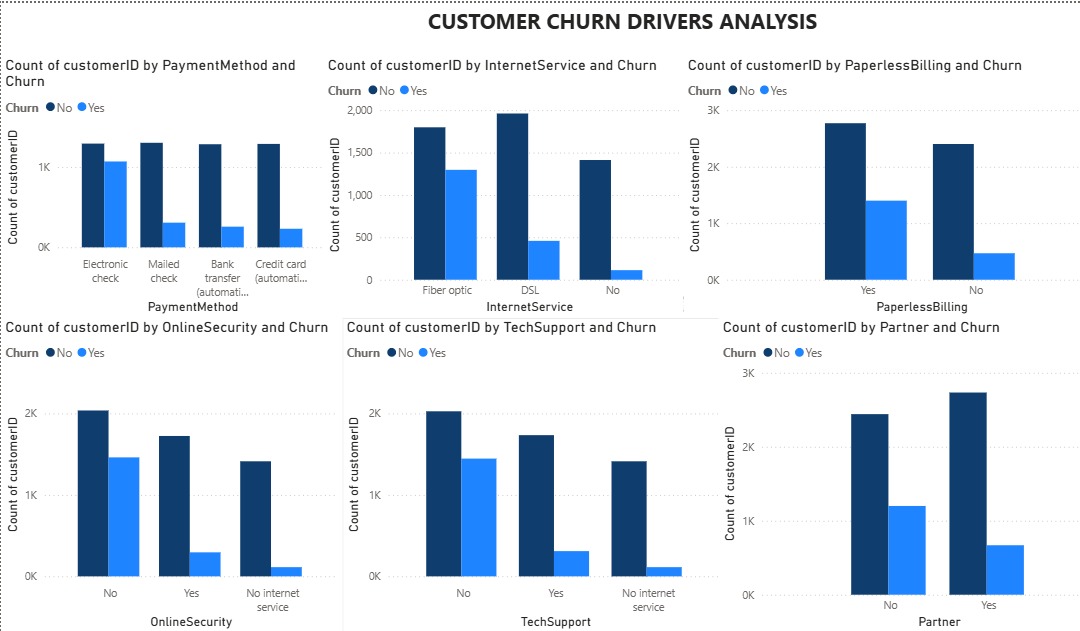 CUSTOMER CHURN DRIVERS ANALYSIS
Count of customerID by PaymentMethod and
Churn
Churn No Yes
Count of customerID
1K
0K
Electronic
check
Mailed
check
Bank
transfer
(automati...
Credit card
(automati...
PaymentMethod
Count of customerID by InternetService and Churn
Churn No Yes
Count of customerID
2,000
1,500
1,000
500
0
Fiber optic
DSL
No
InternetService
Count of customerID by PaperlessBilling and Churn
Churn No Yes
Count of customerID
3K
2K
1K
0K
Yes
No
PaperlessBilling
Count of customerID by OnlineSecurity and Churn
Churn No Yes
Count of customerID
2K
1K
0K
No
Yes
No internet
service
OnlineSecurity
Count of customerID by TechSupport and Churn
Churn No Yes
Count of customerID
2K
1K
0K
No
Yes
No internet
service
TechSupport
Count of customerID by Partner and Churn
Churn No Yes
Count of customerID
3K
2K
1K
0K
No
Yes
Partner